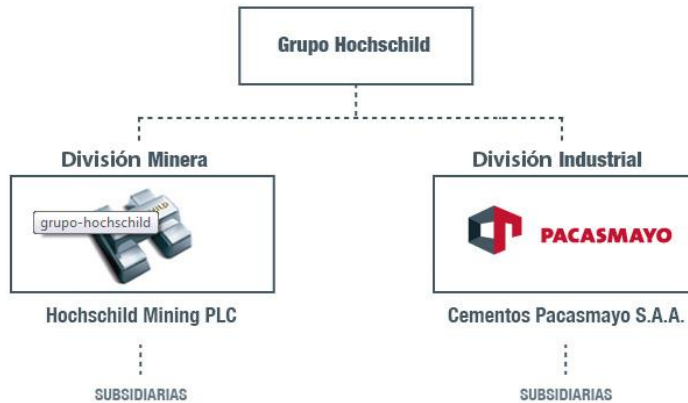 Grupo Hochschild
División Minera
División Industrial
grupo-hochschild
PACASMAYO
Hochschild Mining PLC
Cementos Pacasmayo S.A.A.
SUBSIDIARIAS
SUBSIDIARIAS